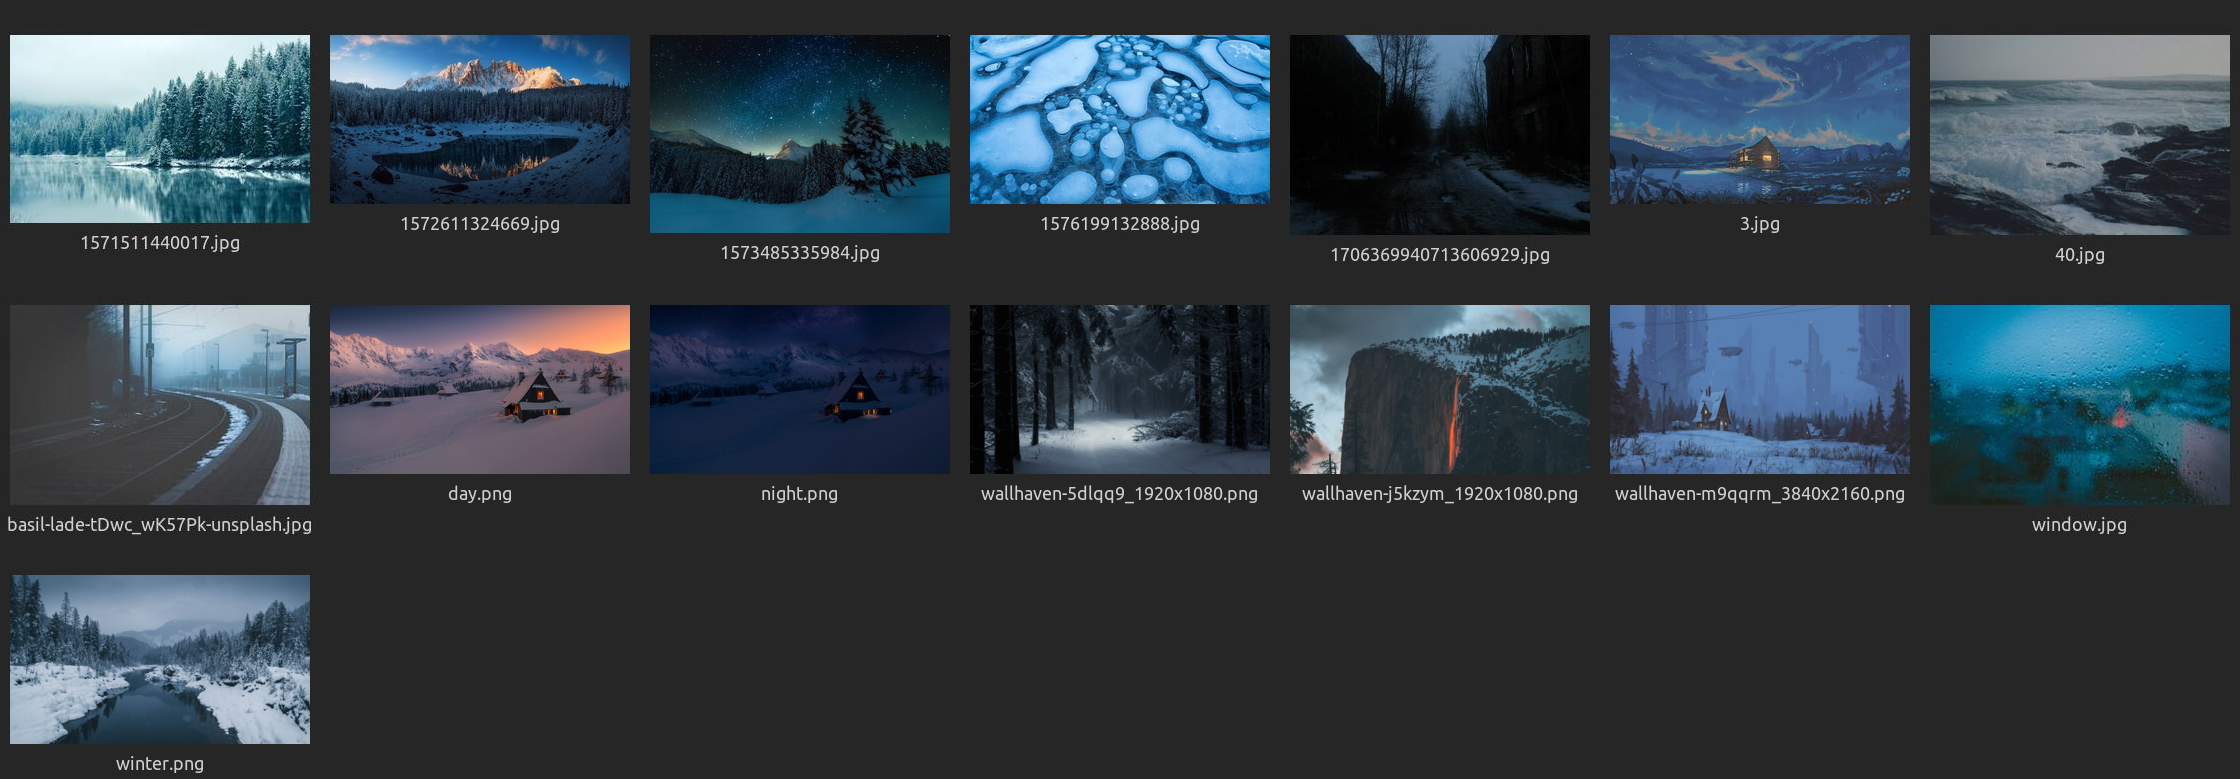 1571511440017.jpg
1572611324669.jpg
1573485335984.jpg
1576199132888.jpg
1706369940713606929.jpg
3.jpg
40.jpg
basil-lade-tDwc_wK57Pk-unsplash.jpg
day.png
night.png
wallhaven-5dlqq9_1920x1080.png
wallhaven-j5kzym_1920x1080.png
wallhaven-m9qqrm_3840x2160.png
window.jpg
winter.png